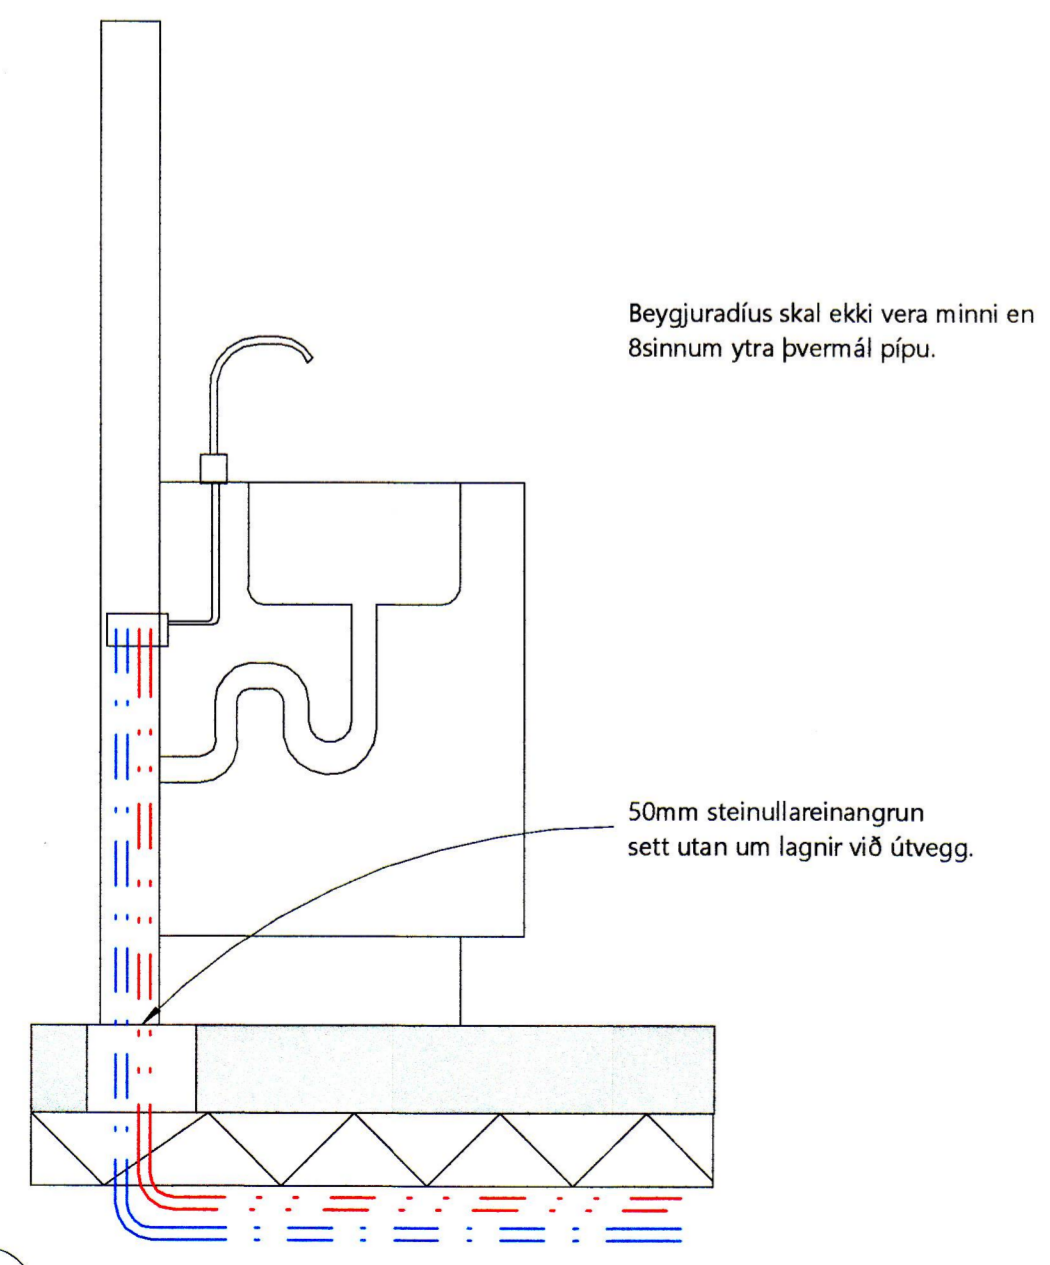 Beygjuradíus skal ekki vera minni en
8sinnum ytra þvermál pípu.
50mm steinullareinangrun
sett utan um lagnir við útvegg.